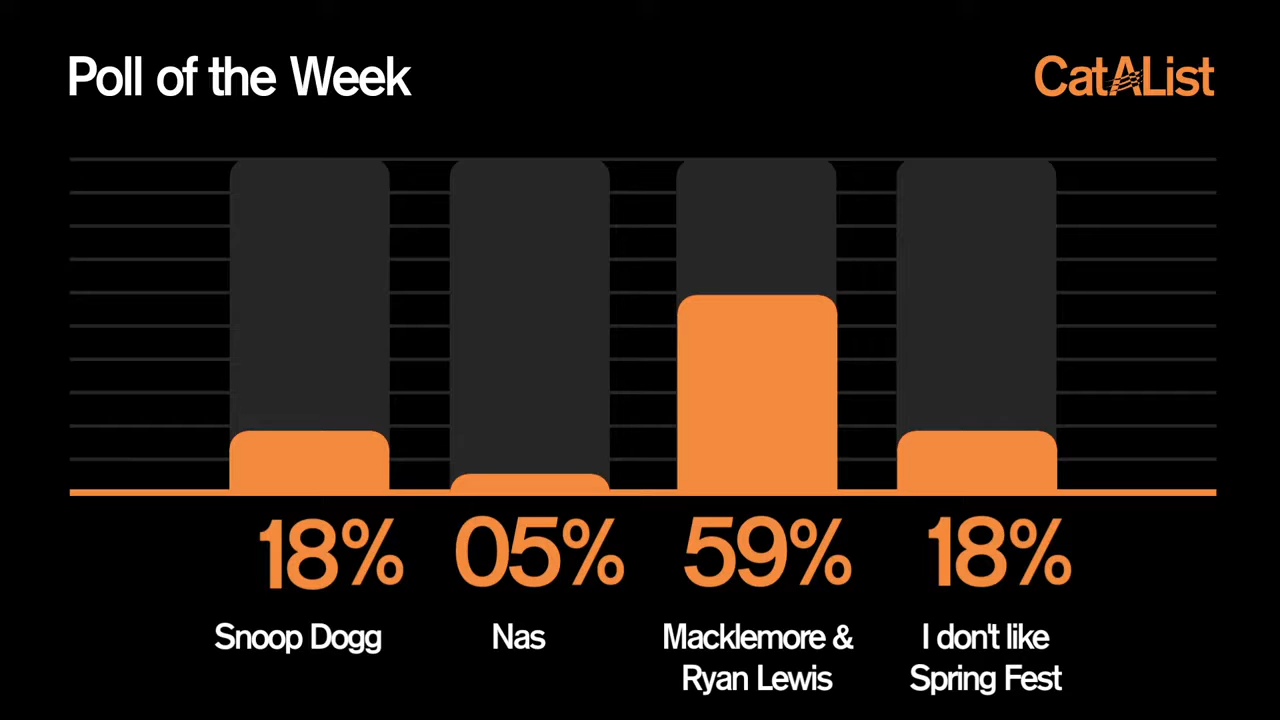 Poll of the Week
CatAList
18%
05%
59%
18%
Snoop Dogg
Nas
Macklemore &
Ryan Lewis
I don't like
Spring Fest